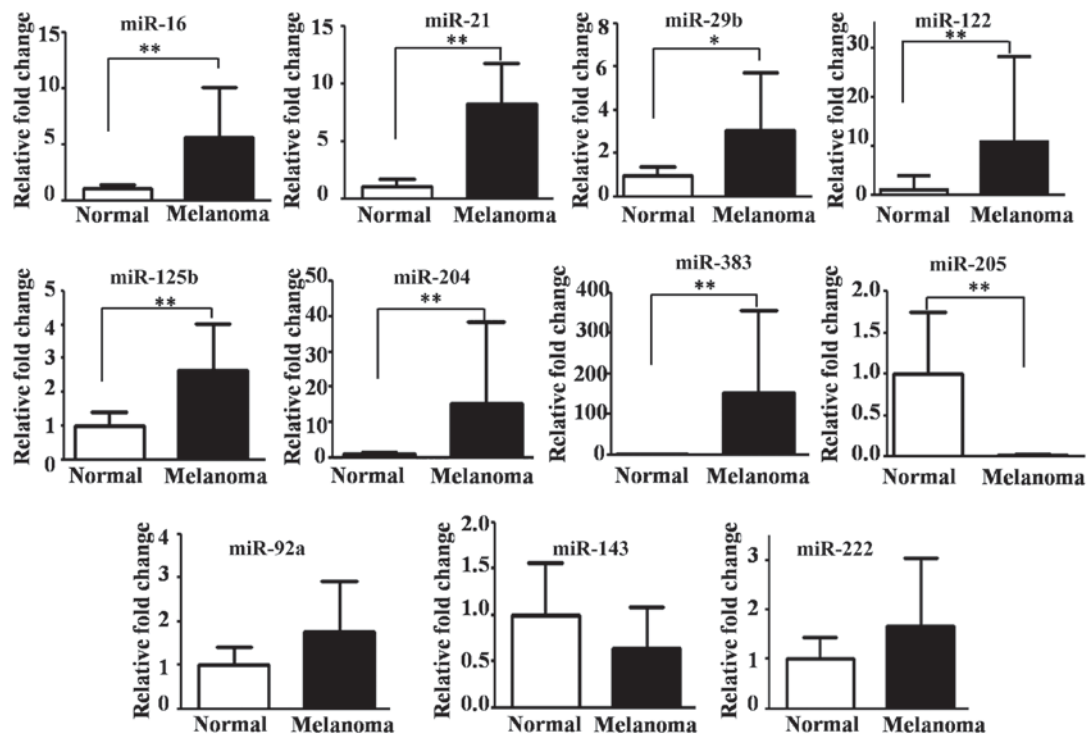 miR-16
**
Relative fold change
15
10
5
0
Normal Melanoma
miR-21
**
Relative fold change
15
10
5
0
Normal Melanoma
miR-29b
*
Relative fold change
8
6
4
2
0
Normal Melanoma
miR-122
**
Relative fold change
30
20
10
0
Normal Melanoma
miR-125b
**
Relative fold change
5
4
3
2
1
0
Normal Melanoma
miR-204
**
Relative fold change
50
40
30
20
10
0
Normal Melanoma
miR-383
**
Relative fold change
400
300
200
100
0
Normal Melanoma
miR-205
**
Relative fold change
2.0
1.5
1.0
0.5
0.0
Normal Melanoma
miR-92a
Relative fold change
4
3
2
1
0
Normal Melanoma
miR-143
Relative fold change
2.0
1.5
1.0
0.5
0.0
Normal Melanoma
miR-222
Relative fold change
3
2
1
0
Normal Melanoma